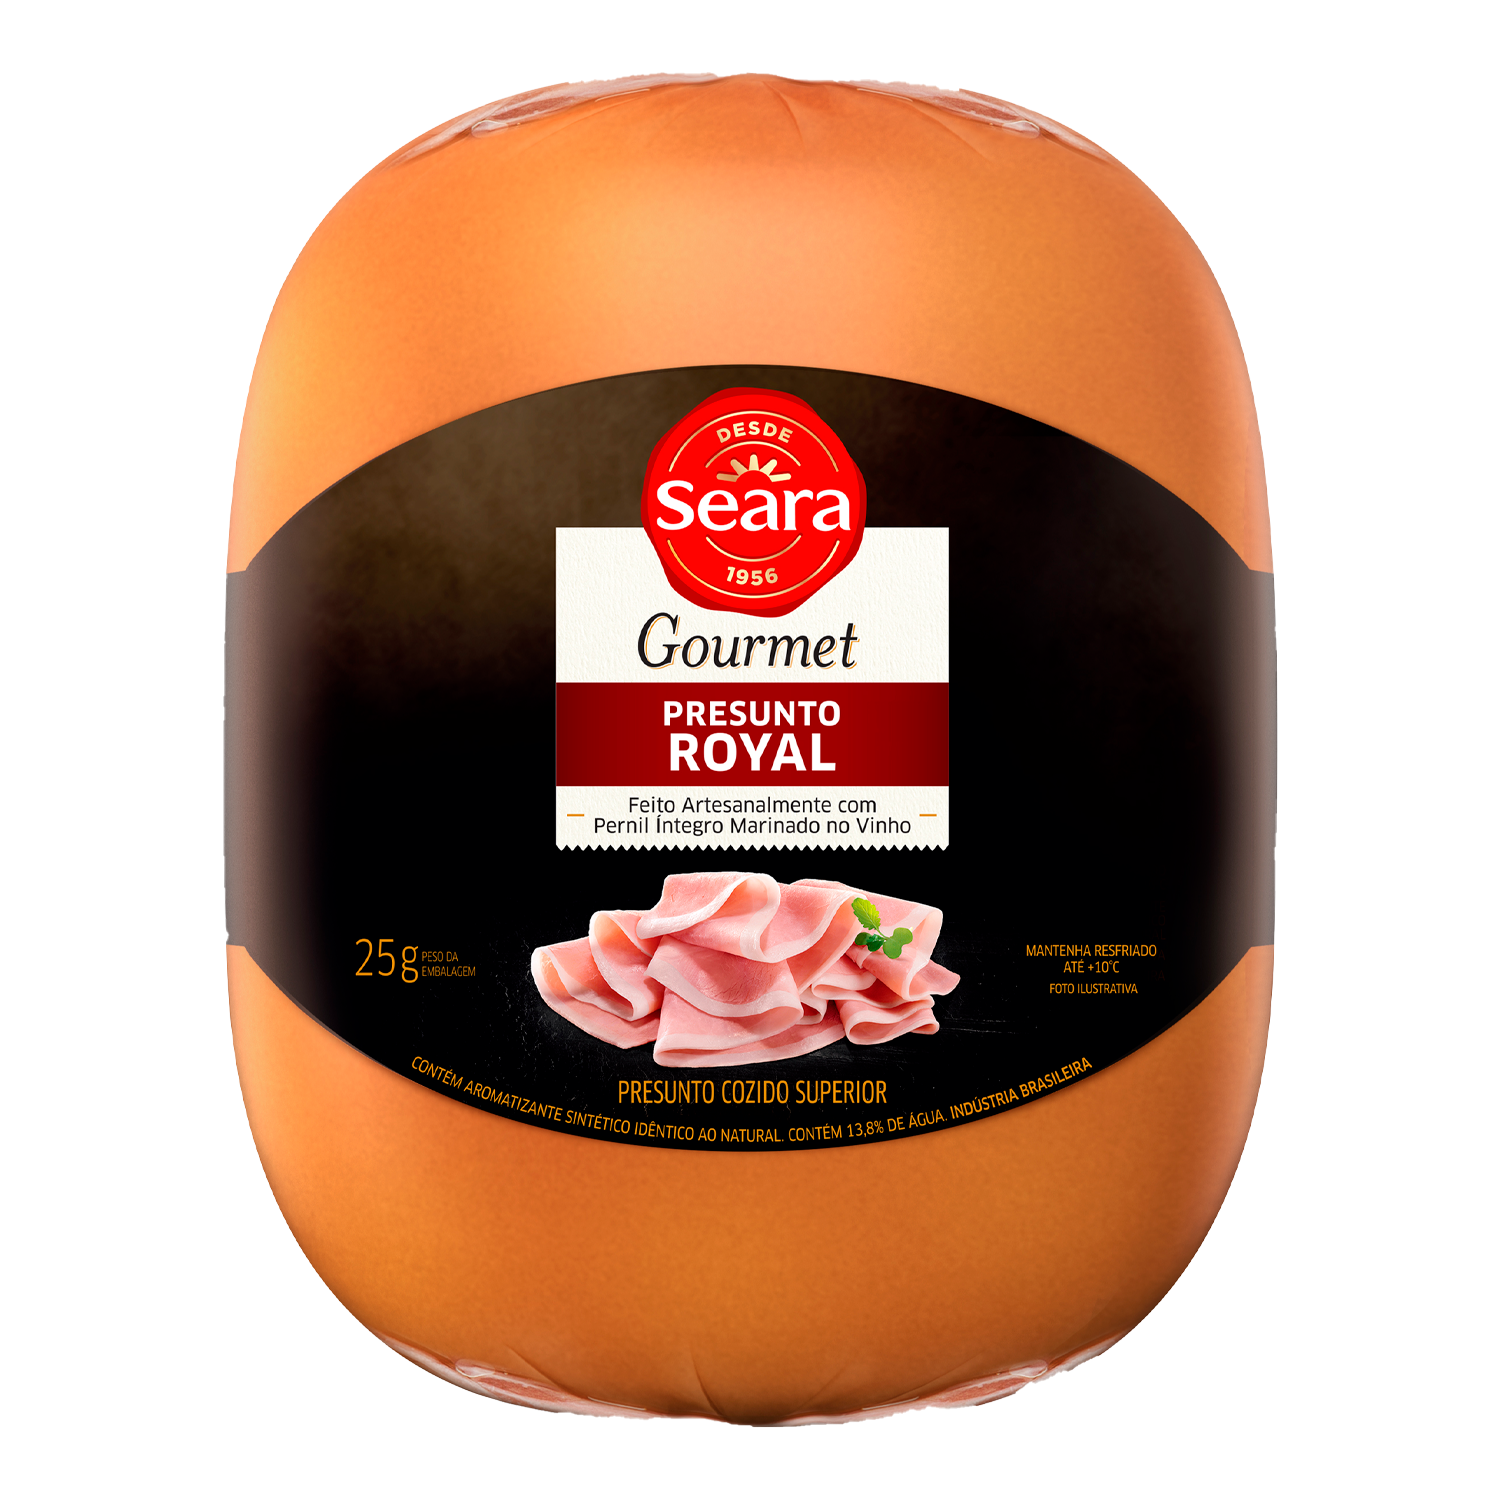 DESDE
Seara
1956
Gourmet
PRESUNTO
ROYAL
Feito Artesanalmente com
Pernil Íntegro Marinado no Vinho
25g PESO DA
EMBALAGEM
MANTENHA RESFRIADO
ATÉ +10°C
FOTO ILUSTRATIVA
PRESUNTO COZIDO SUPERIOR
CONTÉM AROMATIZANTE SINTÉTICO IDÊNTICO AO NATURAL. CONTÉM 13,8% DE ÁGUA. INDÚSTRIA BRASILEIRA